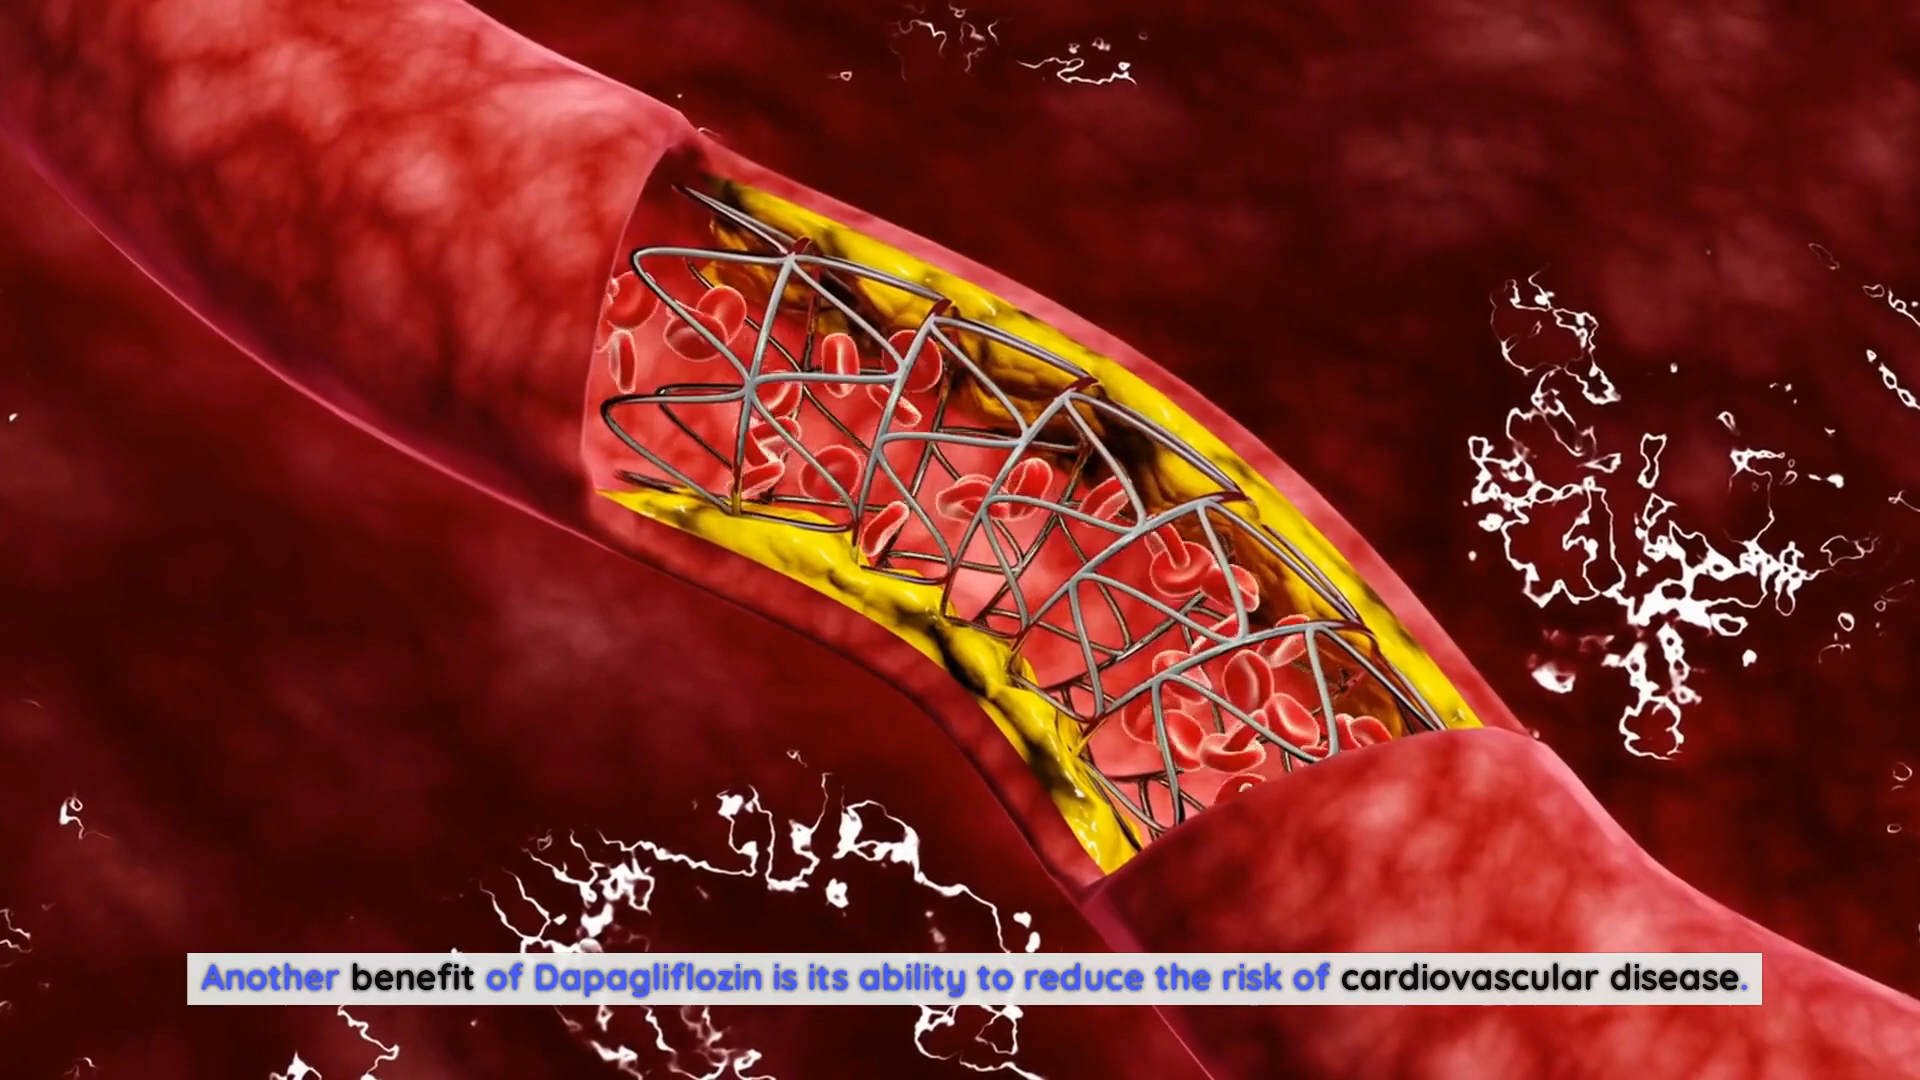 Another benefit of Dapagliflozin is its ability to reduce the risk of cardiovascular disease.